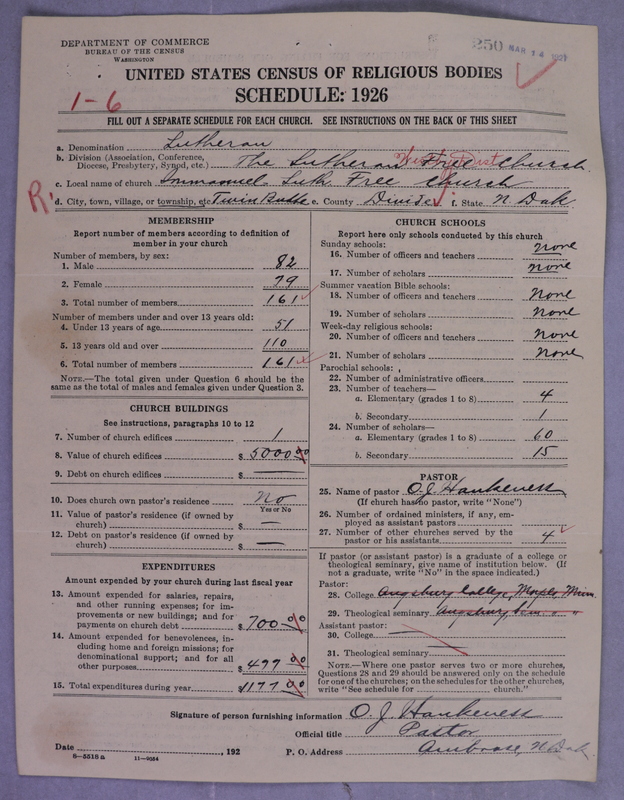 DEPARTMENT OF COMMERCE
BUREAU OF THE CENSUS
WASHINGTON
250 MAR 14 1927
UNITED STATES CENSUS OF RELIGIOUS BODIES
SCHEDULE: 1926
1-6
FILL OUT A SEPARATE SCHEDULE FOR EACH CHURCH. SEE INSTRUCTIONS ON THE BACK OF THIS SHEET
a. Denomination Lutheran
b. Division (Association, Conference, Diocese, Presbytery, Synod, etc.) The Lutheran Free Church
c. Local name of church Immanuel Luth. Free Church
R
d. City, town, village, or township, etc Twin Butte e. County Divide f. State N. Dak.
MEMBERSHIP
Report number of members according to definition of
member in your church
Number of members, by sex:
1. Male 82
2. Female 79
3. Total number of members 161
Number of members under and over 13 years old:
4. Under 13 years of age 51
5. 13 years old and over 110
6. Total number of members 161
NOTE.—The total given under Question 6 should be
same as the total of males and females given under Question 3.
CHURCH BUILDINGS
See instructions, paragraphs 10 to 12
7. Number of church edifices 1
8. Value of church edifices $ 5000 00
9. Debt on church edifices $ —
10. Does church own pastor's residence No
Yes or No
11. Value of pastor's residence (if owned by
church) $ —
12. Debt on pastor's residence (if owned by
church) $ —
EXPENDITURES
Amount expended by your church during last fiscal year
13. Amount expended for salaries, repairs,
and other running expenses; for im-
provements or new buildings; and for
payments on church debt $ 700 00
14. Amount expended for benevolences, in-
cluding home and foreign missions; for
denominational support; and for all
other purposes $ 477 00
15. Total expenditures during year $1177 00
CHURCH SCHOOLS
Report here only schools conducted by this church
Sunday schools:
16. Number of officers and teachers none
17. Number of scholars none
Summer vacation Bible schools:
18. Number of officers and teachers none
19. Number of scholars none
Week-day religious schools:
20. Number of officers and teachers none
21. Number of scholars none
Parochial schools:
22. Number of administrative officers
23. Number of teachers—
a. Elementary (grades 1 to 8) 4
b. Secondary 1
24. Number of scholars—
a. Elementary (grades 1 to 8) 60
b. Secondary 15
PASTOR
25. Name of pastor O. J. Haukeness
(If church has no pastor, write "None")
26. Number of ordained ministers, if any, em-
ployed as assistant pastors
27. Number of other churches served by the
pastor or his assistants 4
If pastor (or assistant pastor) is a graduate of a college or
theological seminary, give name of institution below. (If
not a graduate, write "No" in the space indicated.)
Pastor:
28. College Augsburg College, Mpls, Minn.
29. Theological seminary Augsburg Sem. " "
Assistant pastor:
30. College
31. Theological seminary
NOTE.—Where one pastor serves two or more churches,
Questions 28 and 29 should be answered only on the schedule
for one of the churches; on the schedules for the other churches,
write "See schedule for church."
Signature of person furnishing information O. J. Haukeness
Official title Pastor
Date , 192 P. O. Address Ambrose, N Dak.
8—5518 a 11—9554